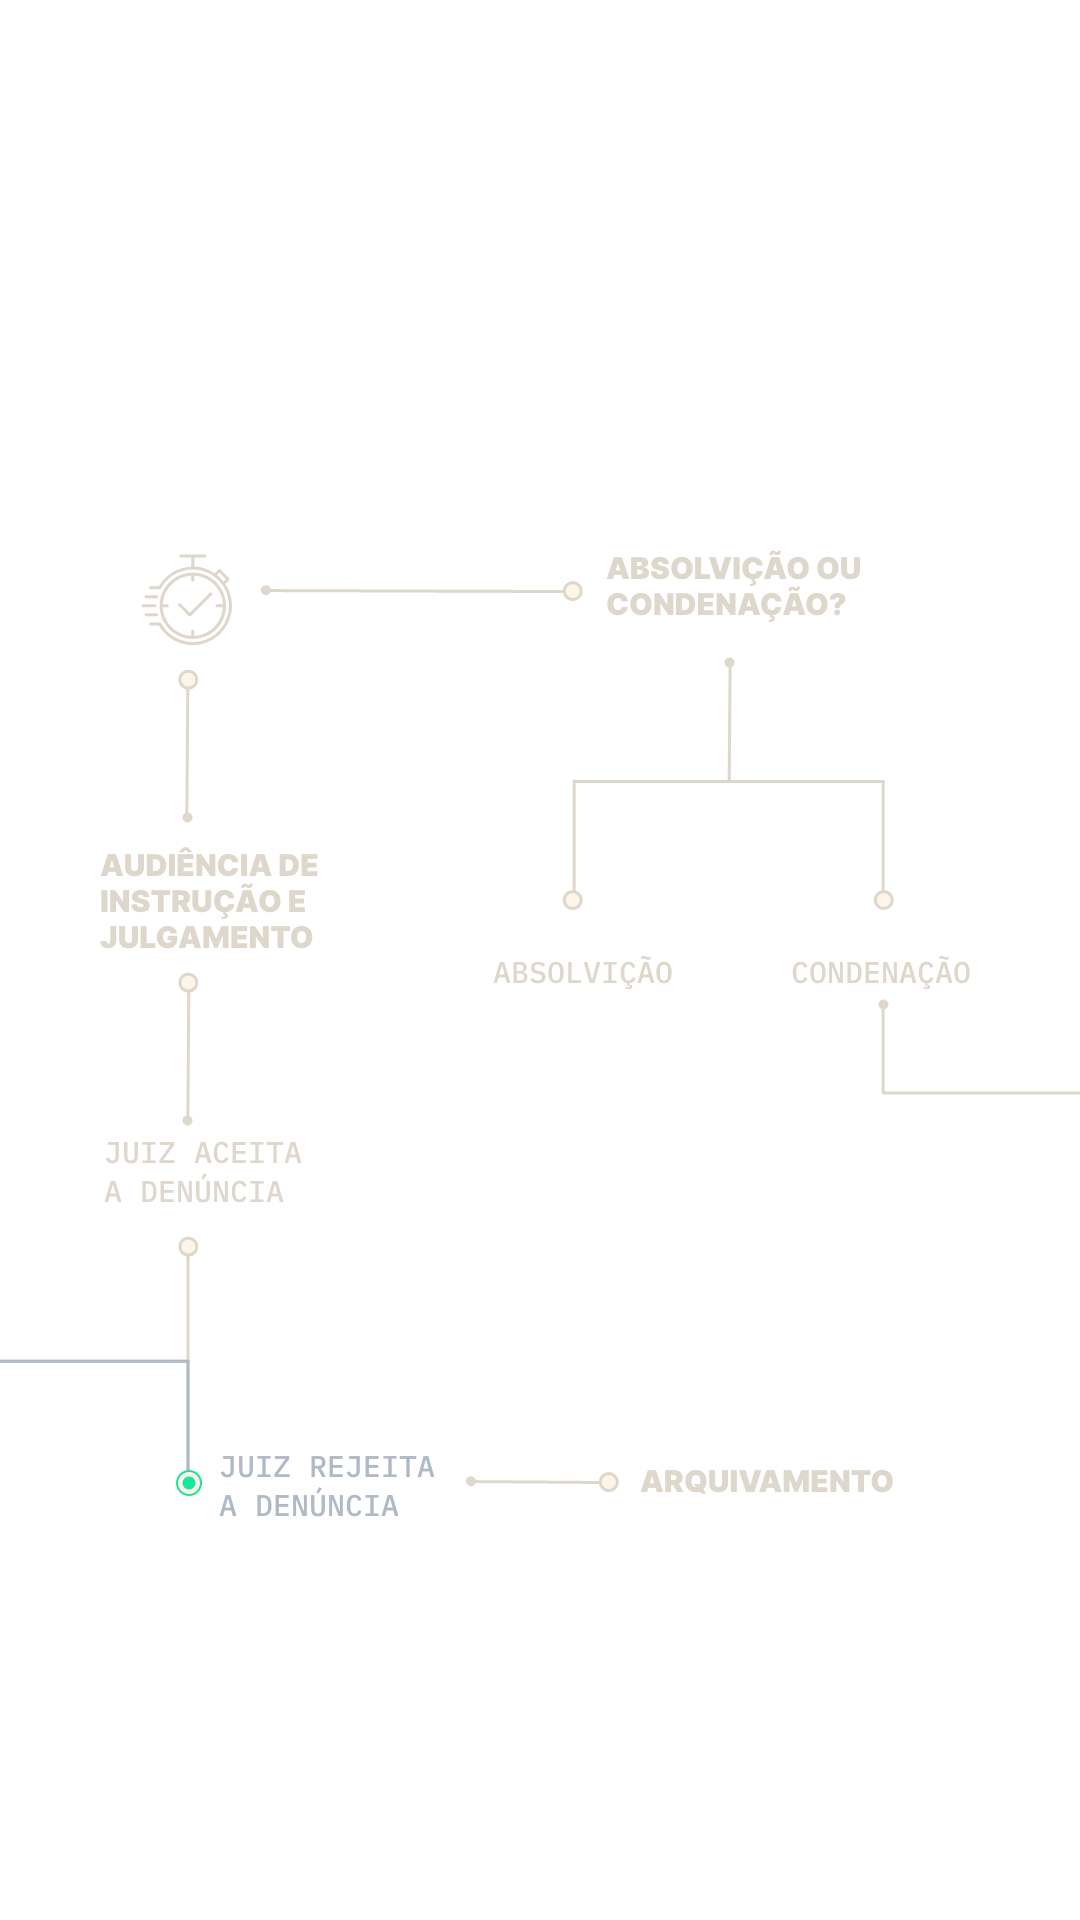 ABSOLVIÇÃO OU
CONDENAÇÃO?
AUDIÊNCIA DE
INSTRUÇÃO E
JULGAMENTO
ABSOLVIÇÃO
CONDENAÇÃO
JUIZ ACEITA
A DENÚNCIA
JUIZ REJEITA
A DENÚNCIA
ARQUIVAMENTO